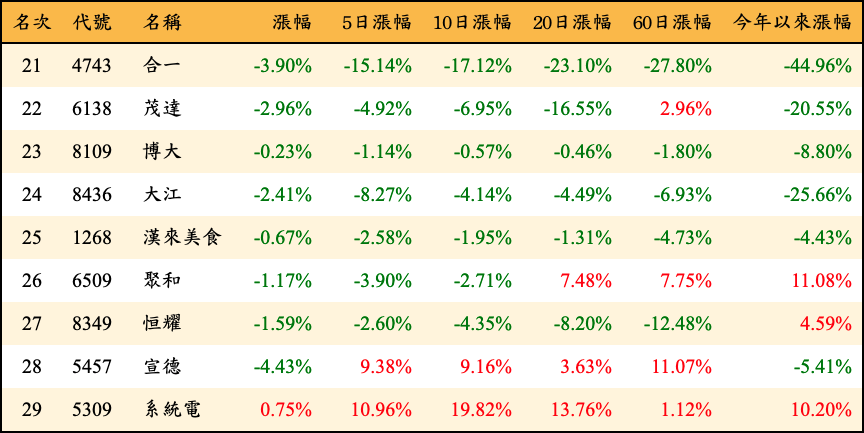 名次 代號 名稱 漲幅 5日漲幅 10日漲幅 20日漲幅 60日漲幅 今年以來漲幅
21 4743 合一 -3.90% -15.14% -17.12% -23.10% -27.80% -44.96%
22 6138 茂達 -2.96% -4.92% -6.95% -16.55% 2.96% -20.55%
23 8109 博大 -0.23% -1.14% -0.57% -0.46% -1.80% -8.80%
24 8436 大江 -2.41% -8.27% -4.14% -4.49% -6.93% -25.66%
25 1268 漢來美食 -0.67% -2.58% -1.95% -1.31% -4.73% -4.43%
26 6509 聚和 -1.17% -3.90% -2.71% 7.48% 7.75% 11.08%
27 8349 恒耀 -1.59% -2.60% -4.35% -8.20% -12.48% 4.59%
28 5457 宣德 -4.43% 9.38% 9.16% 3.63% 11.07% -5.41%
29 5309 系統電 0.75% 10.96% 19.82% 13.76% 1.12% 10.20%